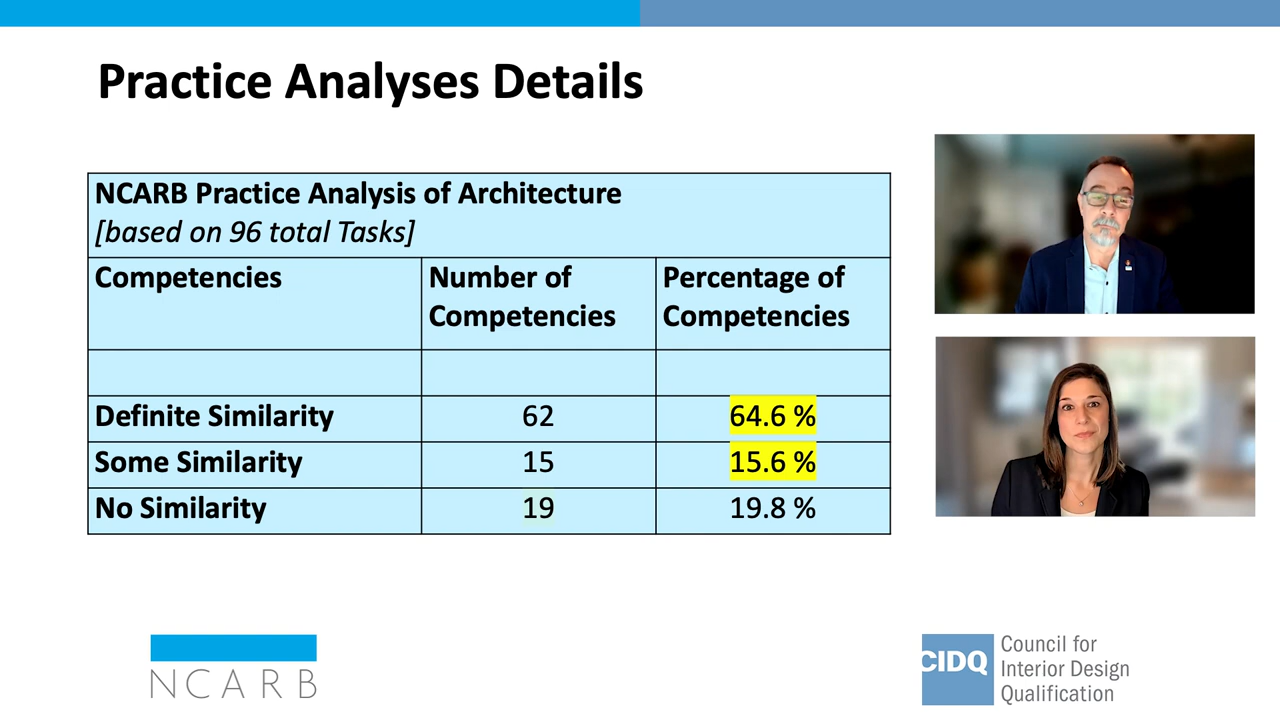 Practice Analyses Details
NCARB Practice Analysis of Architecture
[based on 96 total Tasks]
Competencies
Number of
Competencies
Percentage of
Competencies
Definite Similarity 62 64.6 %
Some Similarity 15 15.6 %
No Similarity 19 19.8 %
NCARB
CIDQ
Council for
Interior Design
Qualification